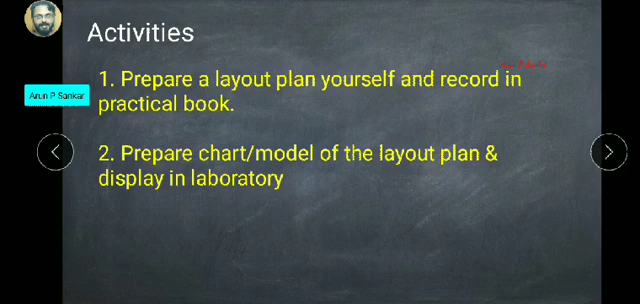 Activities
1. Prepare a layout plan yourself and record in
practical book.
Arun P Sankar
2. Prepare chart/model of the layout plan &
display in laboratory